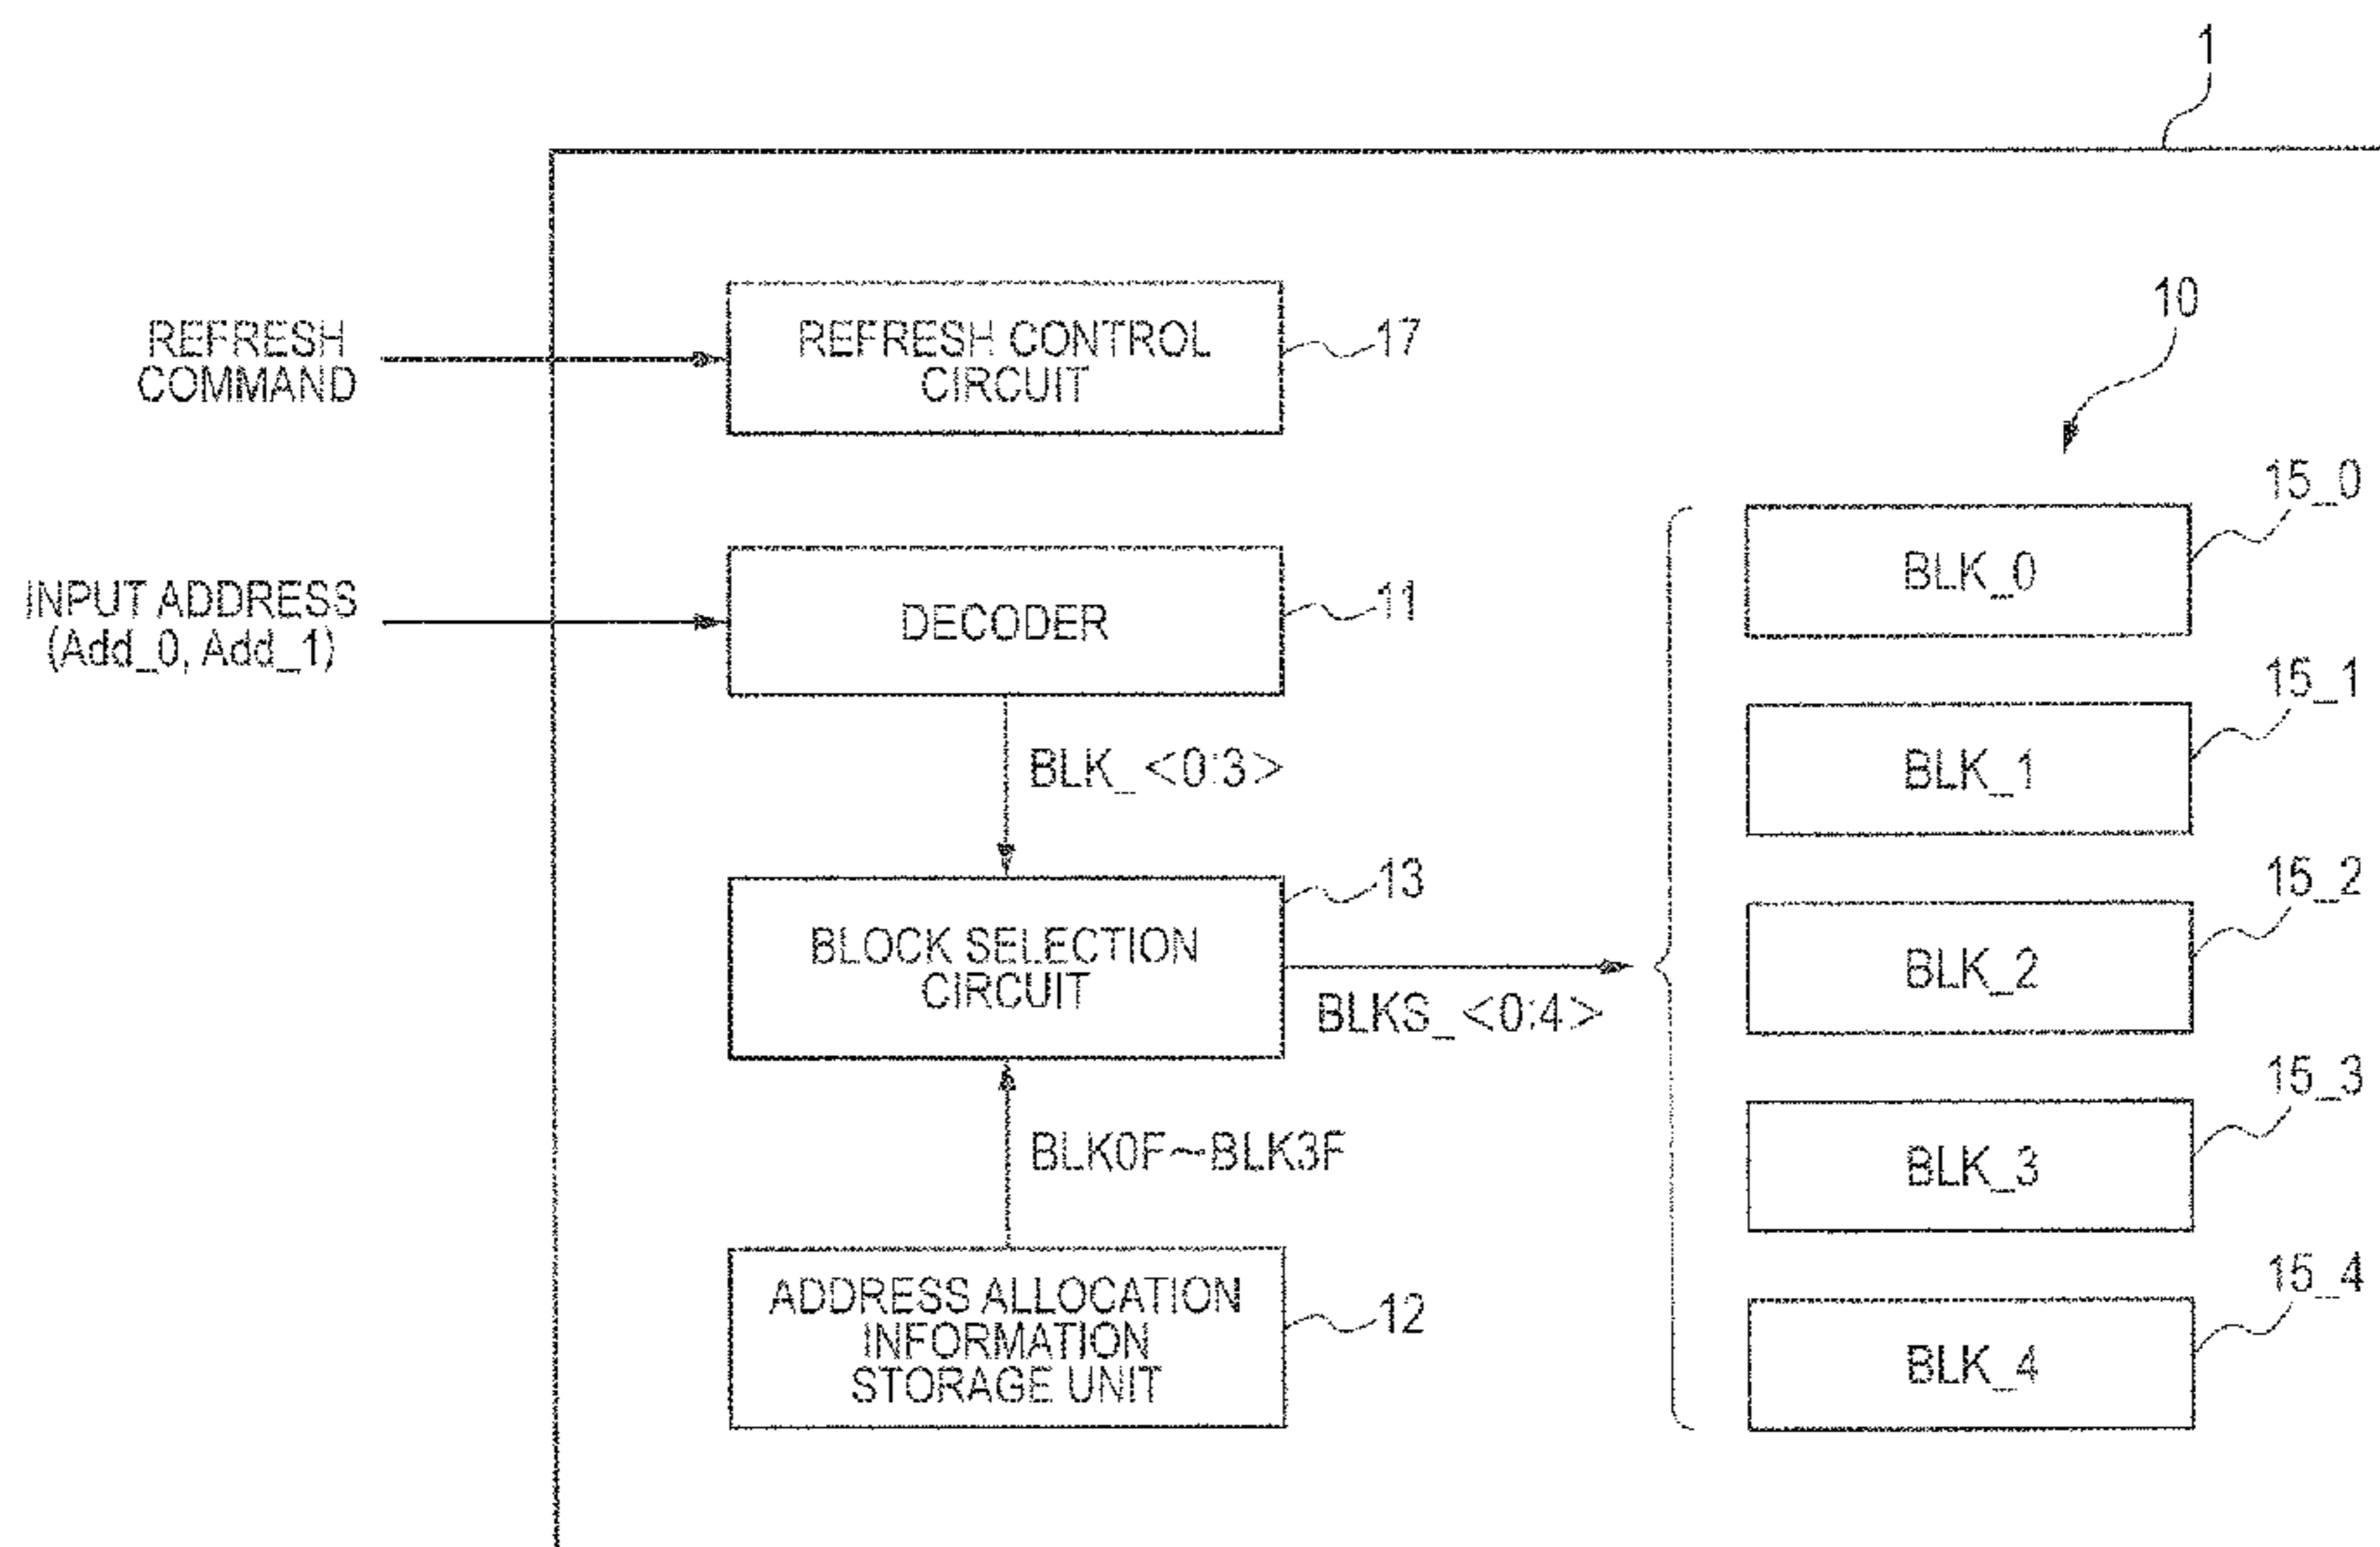 1
REFRESH
COMMAND
REFRESH CONTROL
CIRCUIT
17
10
INPUT ADDRESS
(Add_0, Add_1)
DECODER
11
BLK_<0:3>
BLOCK SELECTION
CIRCUIT
13
BLKS_<0:4>
BLK0F~BLK3F
ADDRESS ALLOCATION
INFORMATION
STORAGE UNIT
12
15_0
BLK_0
15_1
BLK_1
15_2
BLK_2
15_3
BLK_3
15_4
BLK_4